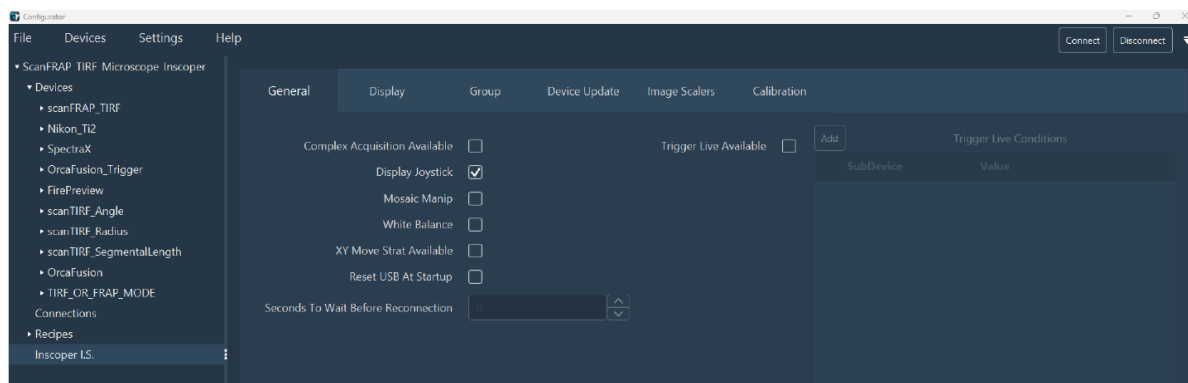 Configurator
File Devices Settings Help
Connect Disconnect
ScanFRAP TIRF Microscope Inscoper
Devices
scanFRAP_TIRF
Nikon_Ti2
SpectraX
OrcaFusion_Trigger
FirePreview
scanTIRF_Angle
scanTIRF_Radius
scanTIRF_SegmentalLength
OrcaFusion
TIRF_OR_FRAP_MODE
Connections
Recipes
Inscoper I.S.
General Display Group Device Update Image Scalers Calibration
Complex Acquisition Available
Display Joystick
Mosaic Manip
White Balance
XY Move Strat Available
Reset USB At Startup
Seconds To Wait Before Reconnection 0
Trigger Live Available
Add Trigger Live Conditions
SubDevice Value